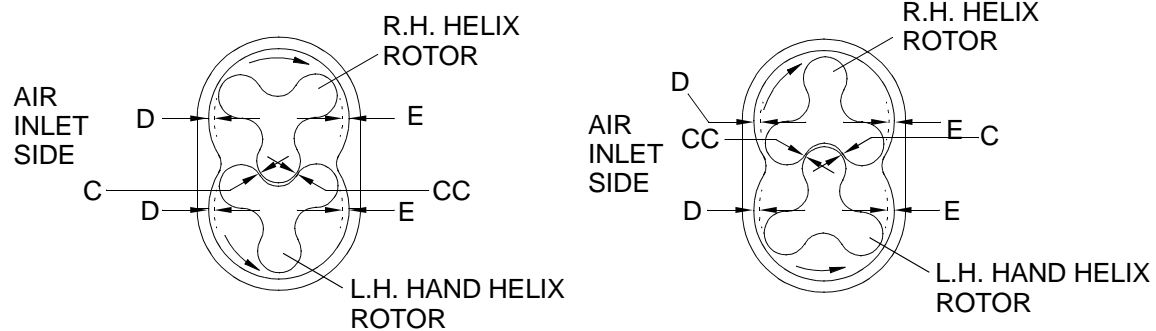 R.H. HELIX
ROTOR
AIR
INLET
SIDE
D
E
C
CC
D
E
L.H. HAND HELIX
ROTOR
R.H. HELIX
ROTOR
D
AIR
INLET
SIDE
E
C
CC
D
E
L.H. HAND HELIX
ROTOR